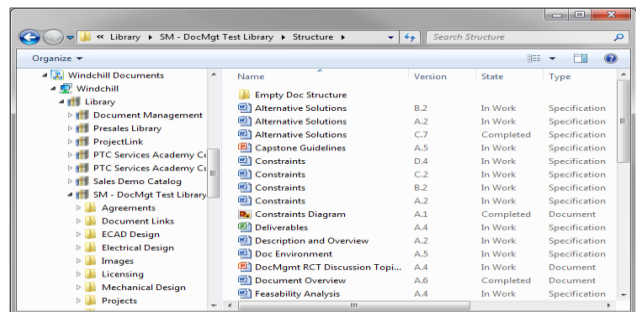 « Library ▸ SM - DocMgt Test Library ▸ Structure ▸
Search Structure
Organize
Windchill Documents
Windchill
Library
Document Management
Presales Library
ProjectLink
PTC Services Academy C
PTC Services Academy C
Sales Demo Catalog
SM - DocMgt Test Library
Agreements
Document Links
ECAD Design
Electrical Design
Images
Licensing
Mechanical Design
Projects
Name Version State Type
Empty Doc Structure
Alternative Solutions B.2 In Work Specification
Alternative Solutions A.2 In Work Specification
Alternative Solutions C.7 Completed Specification
Capstone Guidelines A.5 In Work Specification
Constraints D.4 In Work Specification
Constraints C.2 In Work Specification
Constraints B.2 In Work Specification
Constraints A.2 In Work Specification
Constraints Diagram A.1 Completed Document
Deliverables A.4 In Work Specification
Description and Overview A.2 In Work Specification
Doc Environment A.5 In Work Specification
DocMgmt RCT Discussion Topi... A.4 In Work Document
Document Overview A.6 Completed Document
Feasability Analysis A.4 In Work Specification